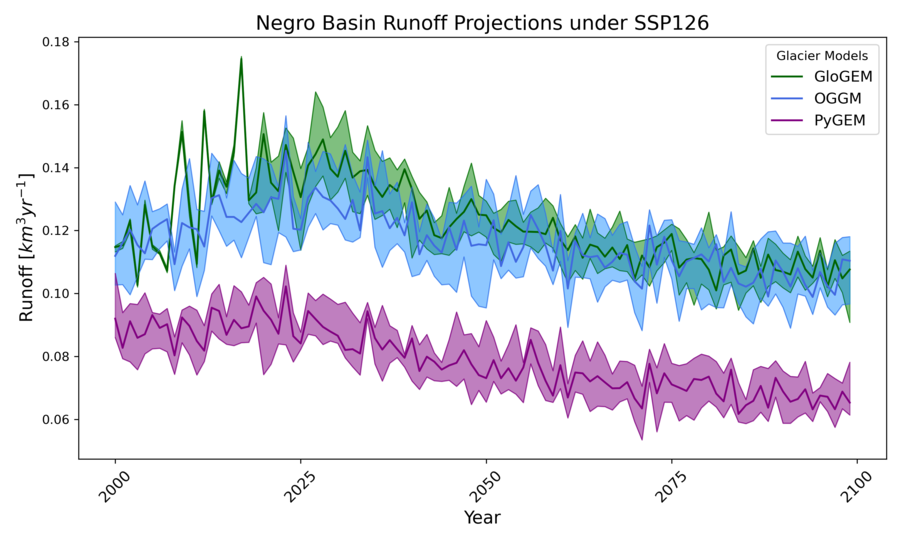 Negro Basin Runoff Projections under SSP126
Runoff [km³yr⁻¹]
0.18
0.16
0.14
0.12
0.10
0.08
0.06
Glacier Models
GloGEM
OGGM
PyGEM
2000
2025
2050
2075
2100
Year